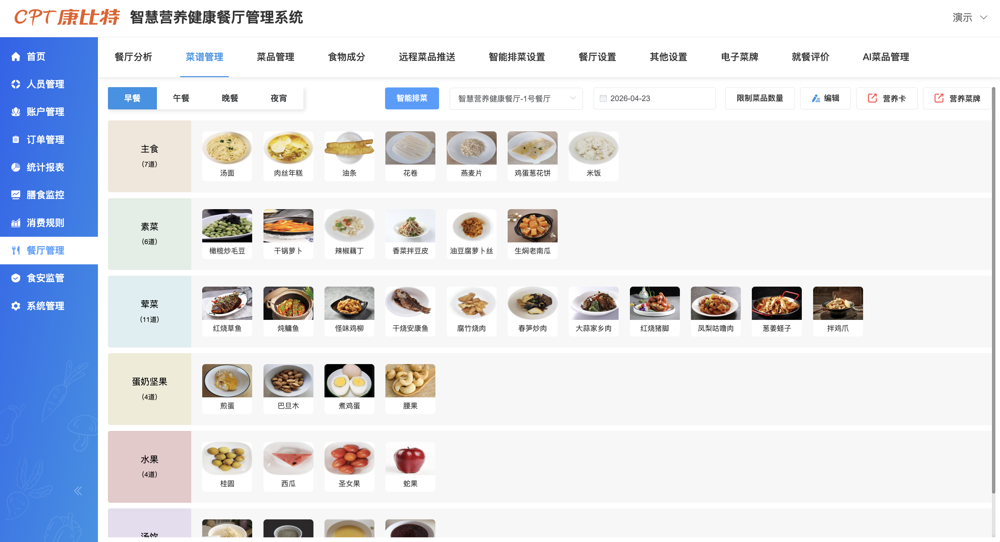 CPT康比特 智慧营养健康餐厅管理系统 演示
首页
人员管理
账户管理
订单管理
统计报表
膳食监控
消费规则
餐厅管理
食安监管
系统管理
餐厅分析 菜谱管理 菜品管理 食物成分 远程菜品推送 智能排菜设置 餐厅设置 其他设置 电子菜牌 就餐评价 AI菜品管理
早餐 午餐 晚餐 夜宵 智能排菜 智慧营养健康餐厅-1号餐厅 2026-04-23 限制菜品数量 编辑 营养卡 营养菜牌
主食
(7道)
汤面 肉丝年糕 油条 花卷 燕麦片 鸡蛋葱花饼 米饭
素菜
(6道)
橄榄炒毛豆 干锅萝卜 辣椒藕丁 香菜拌豆皮 油豆腐萝卜丝 生焖老南瓜
荤菜
(11道)
红烧草鱼 炖鳙鱼 怪味鸡柳 干烧安康鱼 腐竹烧肉 春笋炒肉 大蒜家乡肉 红烧猪脚 凤梨咕噜肉 葱姜蛏子 拌鸡爪
蛋奶坚果
(4道)
煎蛋 巴旦木 煮鸡蛋 腰果
水果
(4道)
桂圆 西瓜 圣女果 蛇果
汤饮